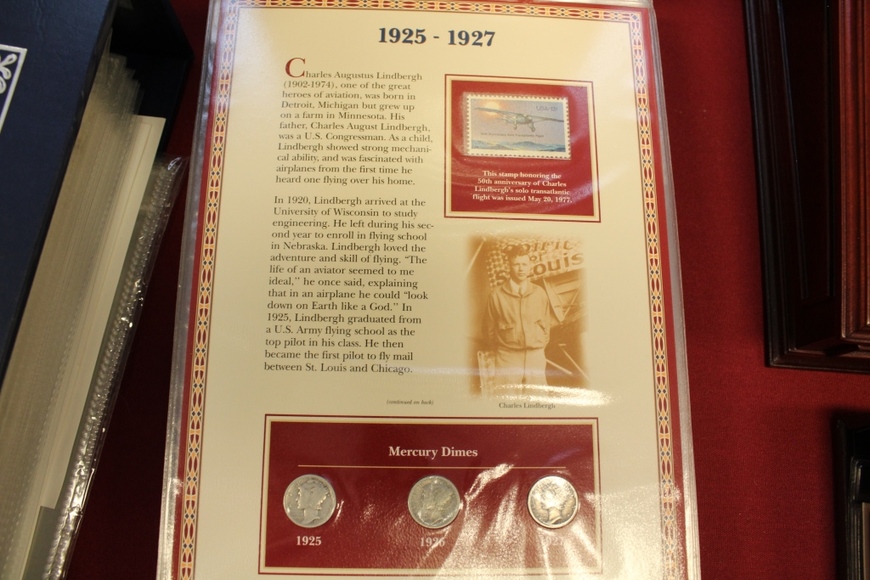 1925 - 1927
Charles Augustus Lindbergh
(1902-1974), one of the great
heroes of aviation, was born in
Detroit, Michigan but grew up
on a farm in Minnesota. His
father, Charles August Lindbergh,
was a U.S. Congressman. As a child,
Lindbergh showed strong mechani-
cal ability, and was fascinated with
airplanes from the first time he
heard one flying over his home.
In 1920, Lindbergh arrived at the
University of Wisconsin to study
engineering. He left during his sec-
ond year to enroll in flying school
in Nebraska. Lindbergh loved the
adventure and skill of flying. "The
life of an aviator seemed to me
ideal," he once said, explaining
that in an airplane he could "look
down on Earth like a God." In
1925, Lindbergh graduated from
a U.S. Army flying school as the
top pilot in his class. He then
became the first pilot to fly mail
between St. Louis and Chicago.
(continued on back)
USA 13c
This stamp honoring the
50th anniversary of Charles
Lindbergh's solo transatlantic
flight was issued May 20, 1977.
Spirit
of
St. Louis
Charles Lindbergh
Mercury Dimes
1925
1926
1927